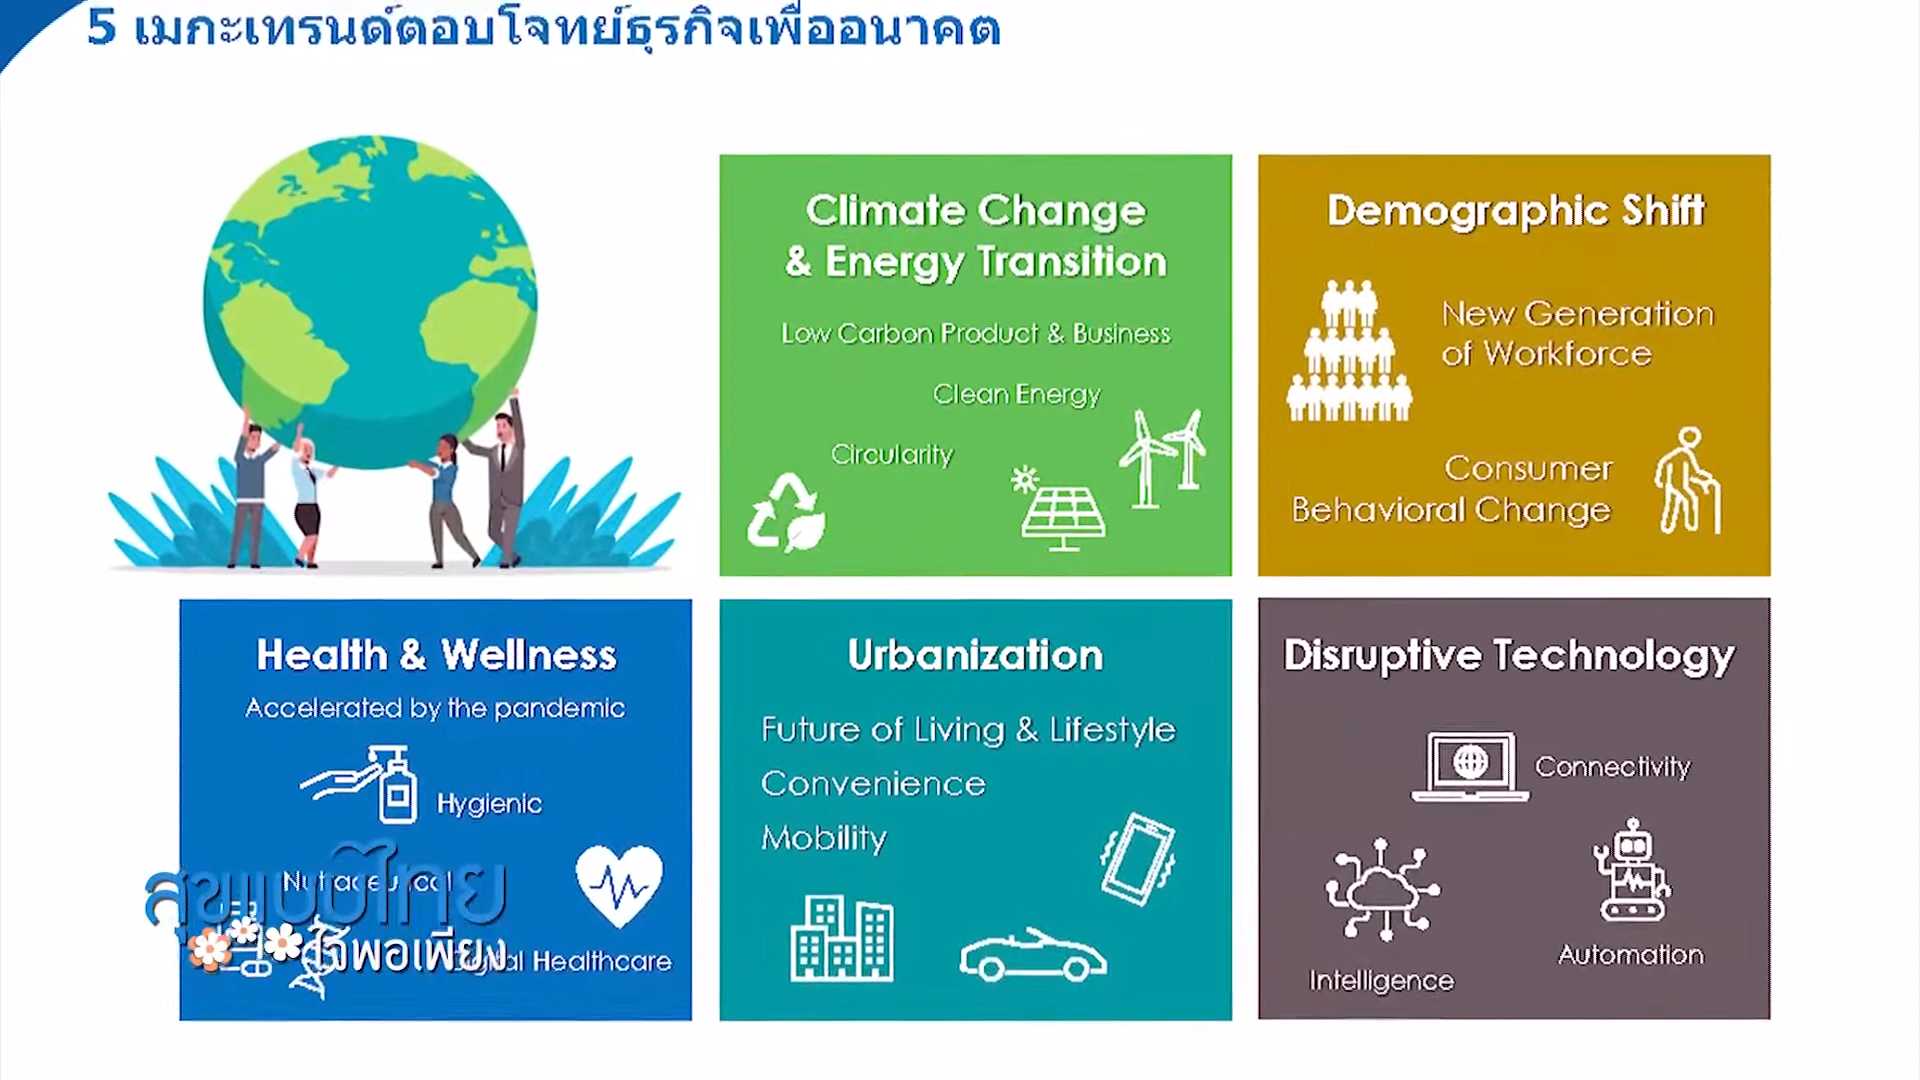 5 เมกะเทรนด์ตอบโจทย์ธุรกิจเพื่ออนาคต
Climate Change
& Energy Transition
Low Carbon Product & Business
Clean Energy
Circularity
Demographic Shift
New Generation
of Workforce
Consumer
Behavioral Change
Health & Wellness
Accelerated by the pandemic
Hygienic
Nutraceutical
Digital Healthcare
สุขแบบไทย
วิถีพอเพียง
Urbanization
Future of Living & Lifestyle
Convenience
Mobility
Disruptive Technology
Connectivity
Intelligence
Automation